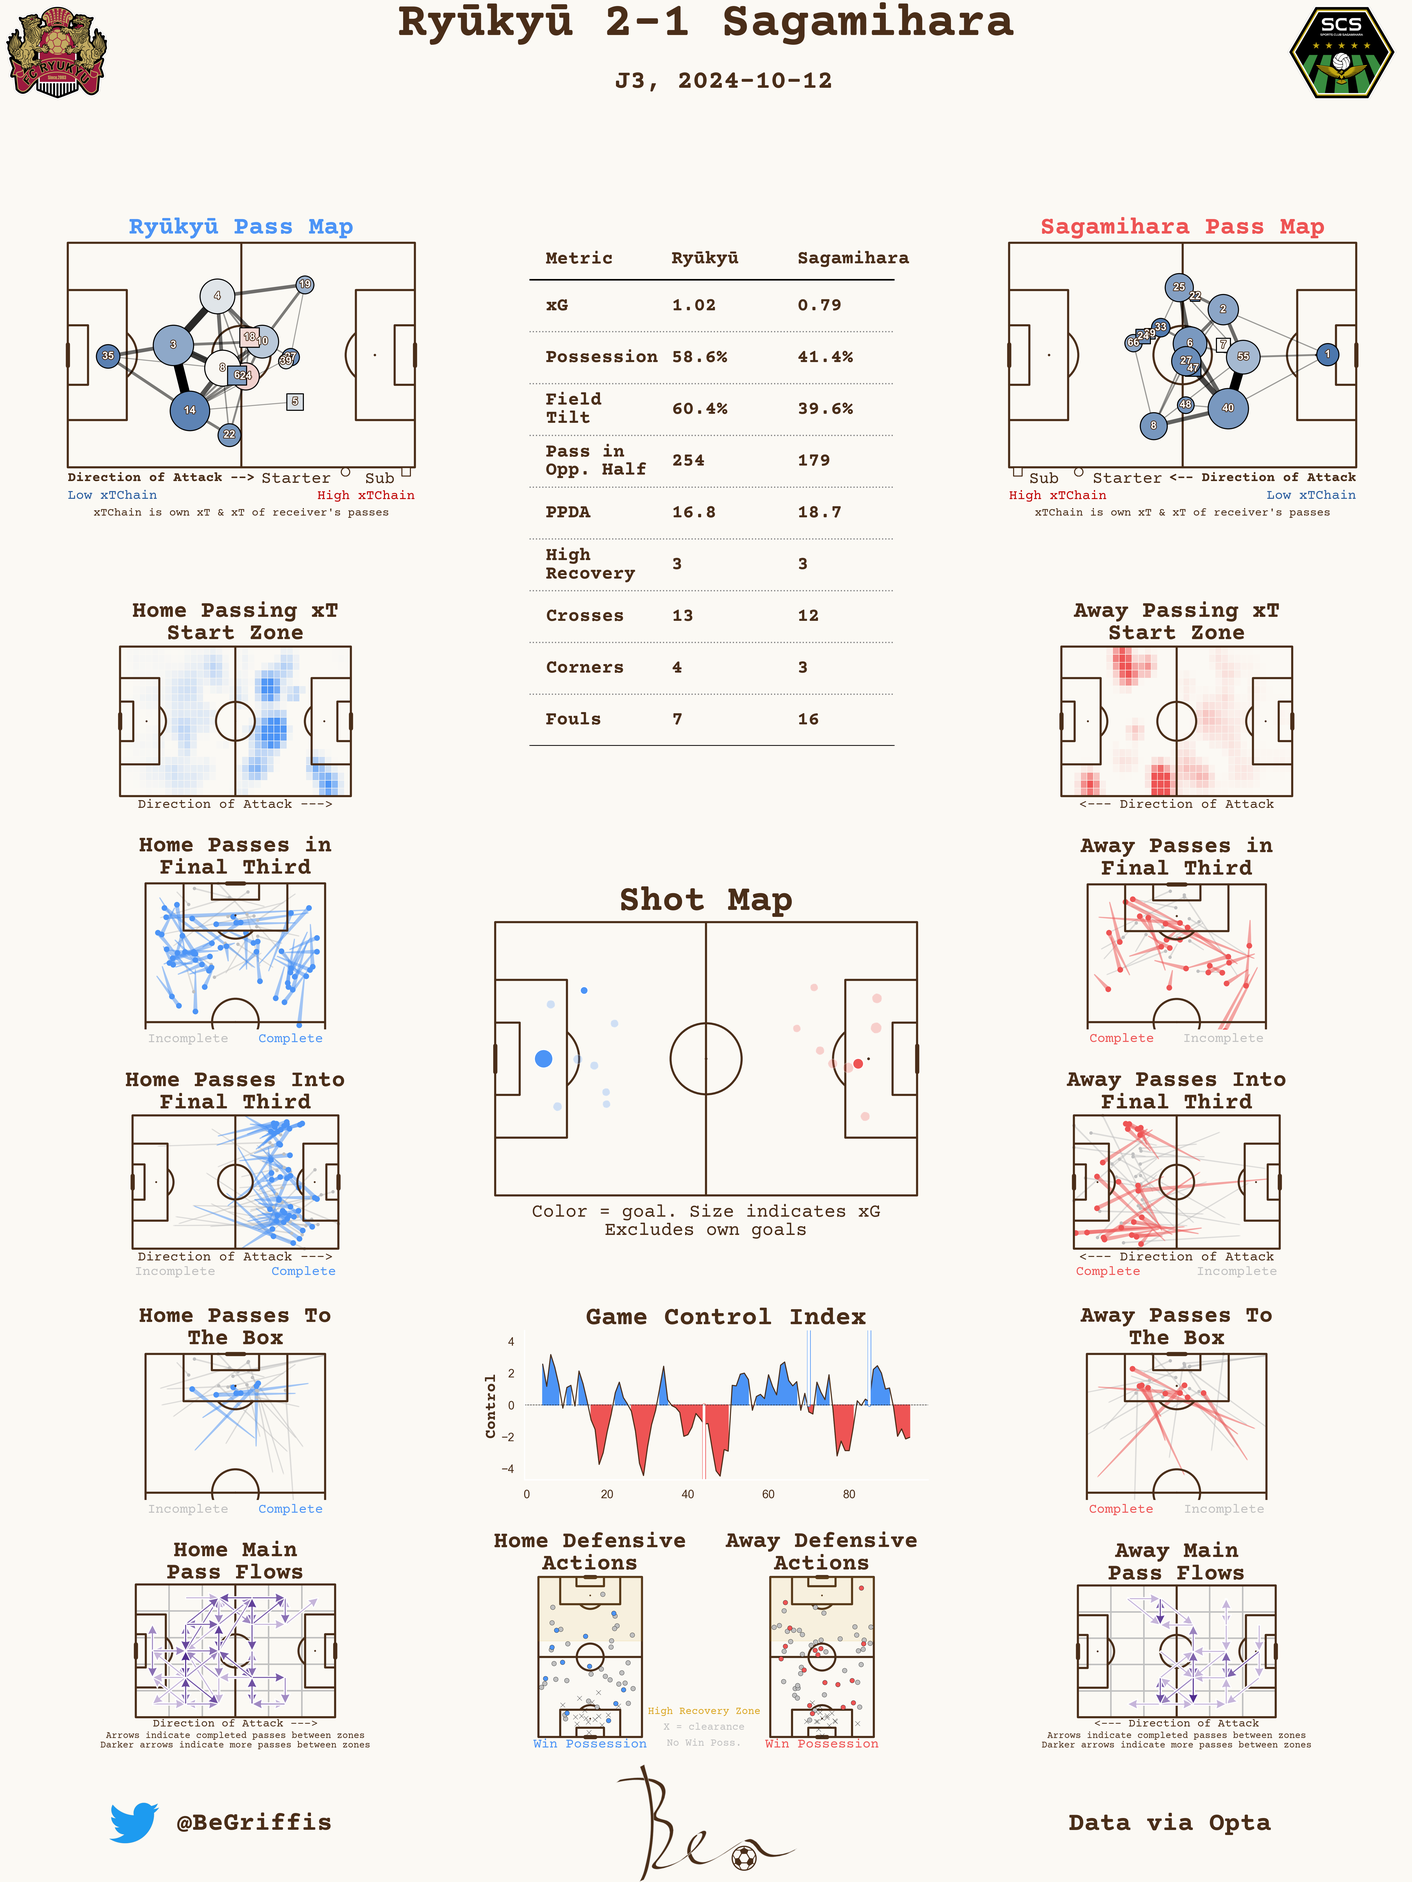 Ryūkyū 2-1 Sagamihara
J3, 2024-10-12
FC RYUKYU
Since.2003
SCS
SPORTS CLUB SAGAMIHARA
Ryūkyū Pass Map
4
19
3
18
10
35
39
8
6
24
14
5
22
Direction of Attack --> Starter Sub
Low xTChain High xTChain
xTChain is own xT & xT of receiver's passes
Metric Ryūkyū Sagamihara
xG 1.02 0.79
Possession 58.6% 41.4%
Field
Tilt 60.4% 39.6%
Pass in
Opp. Half 254 179
PPDA 16.8 18.7
High
Recovery 3 3
Crosses 13 12
Corners 4 3
Fouls 7 16
Sagamihara Pass Map
25
22
2
33
29
24
66
6
7
55
1
27
47
48
40
8
Sub Starter <-- Direction of Attack
High xTChain Low xTChain
xTChain is own xT & xT of receiver's passes
Home Passing xT
Start Zone
Direction of Attack --->
Away Passing xT
Start Zone
<--- Direction of Attack
Home Passes in
Final Third
Incomplete Complete
Away Passes in
Final Third
Complete Incomplete
Shot Map
Color = goal. Size indicates xG
Excludes own goals
Home Passes Into
Final Third
Direction of Attack --->
Incomplete Complete
Away Passes Into
Final Third
<--- Direction of Attack
Complete Incomplete
Home Passes To
The Box
Incomplete Complete
Game Control Index
Control
4
2
0
−2
−4
0 20 40 60 80
Away Passes To
The Box
Complete Incomplete
Home Main
Pass Flows
Direction of Attack --->
Arrows indicate completed passes between zones
Darker arrows indicate more passes between zones
Home Defensive
Actions
Win Possession
Away Defensive
Actions
Win Possession
High Recovery Zone
X = clearance
No Win Poss.
Away Main
Pass Flows
<--- Direction of Attack
Arrows indicate completed passes between zones
Darker arrows indicate more passes between zones
@BeGriffis
Ben
Data via Opta